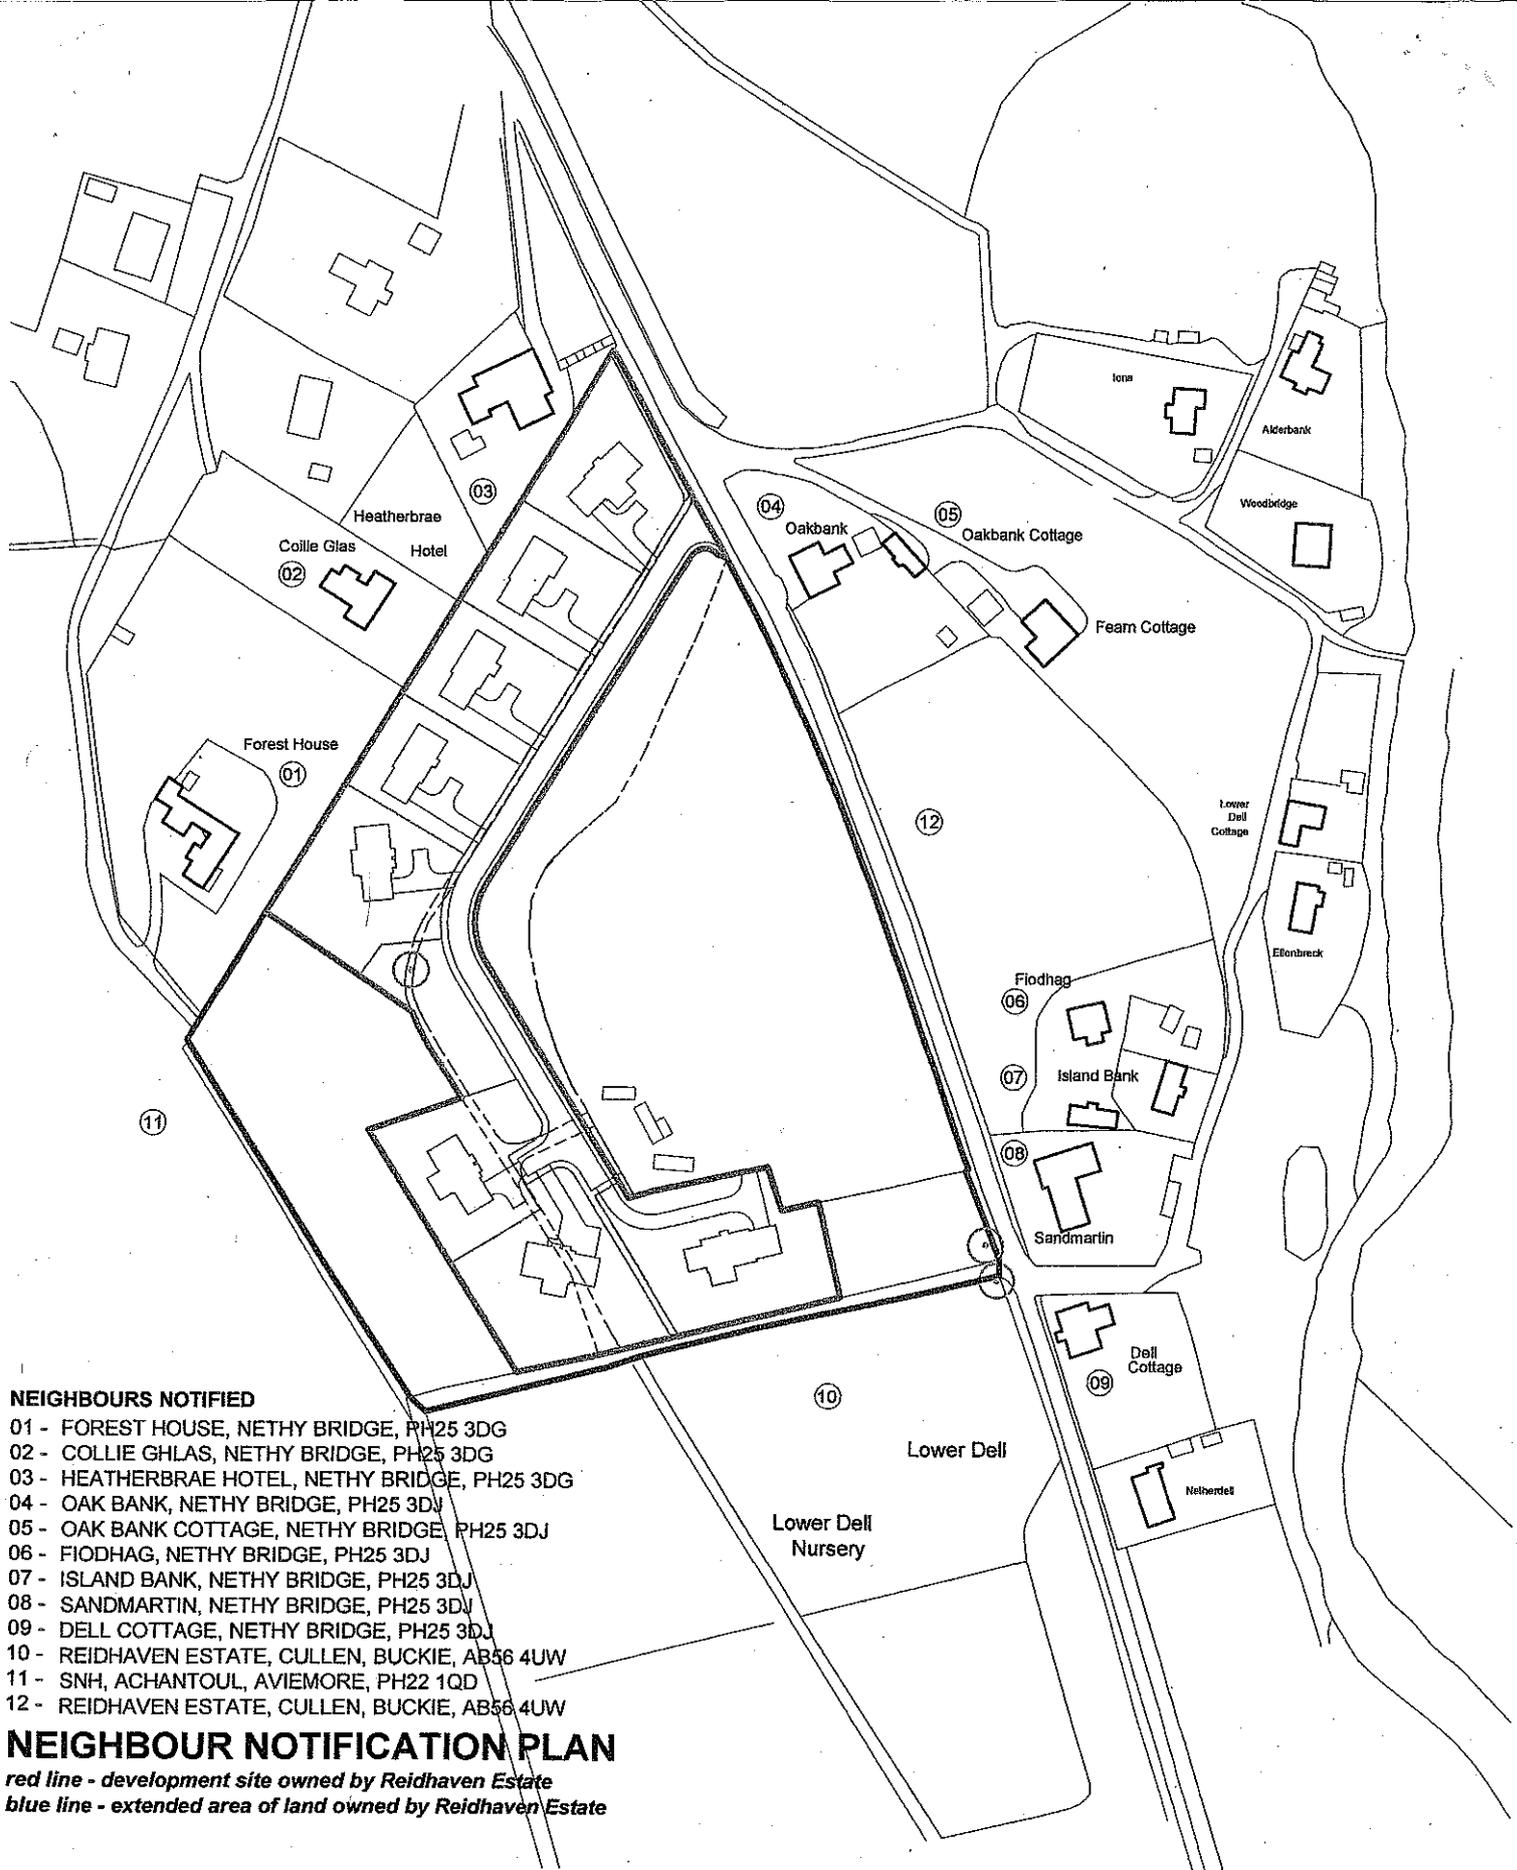 Iona
Alderbank
Woodbridge
03
04
Oakbank
05
Oakbank Cottage
Heatherbrae
Hotel
Coille Glas
02
Fearn Cottage
Forest House
01
12
Lower
Dell
Cottage
Ellonbreck
Fiodhag
06
07
Island Bank
11
08
Sandmartin
Dell
Cottage
09
10
Lower Dell
Netherdell
Lower Dell
Nursery
NEIGHBOURS NOTIFIED
01 - FOREST HOUSE, NETHY BRIDGE, PH25 3DG
02 - COLLIE GHLAS, NETHY BRIDGE, PH25 3DG
03 - HEATHERBRAE HOTEL, NETHY BRIDGE, PH25 3DG
04 - OAK BANK, NETHY BRIDGE, PH25 3DJ
05 - OAK BANK COTTAGE, NETHY BRIDGE, PH25 3DJ
06 - FIODHAG, NETHY BRIDGE, PH25 3DJ
07 - ISLAND BANK, NETHY BRIDGE, PH25 3DJ
08 - SANDMARTIN, NETHY BRIDGE, PH25 3DJ
09 - DELL COTTAGE, NETHY BRIDGE, PH25 3DJ
10 - REIDHAVEN ESTATE, CULLEN, BUCKIE, AB56 4UW
11 - SNH, ACHANTOUL, AVIEMORE, PH22 1QD
12 - REIDHAVEN ESTATE, CULLEN, BUCKIE, AB56 4UW
NEIGHBOUR NOTIFICATION PLAN
red line - development site owned by Reidhaven Estate
blue line - extended area of land owned by Reidhaven Estate